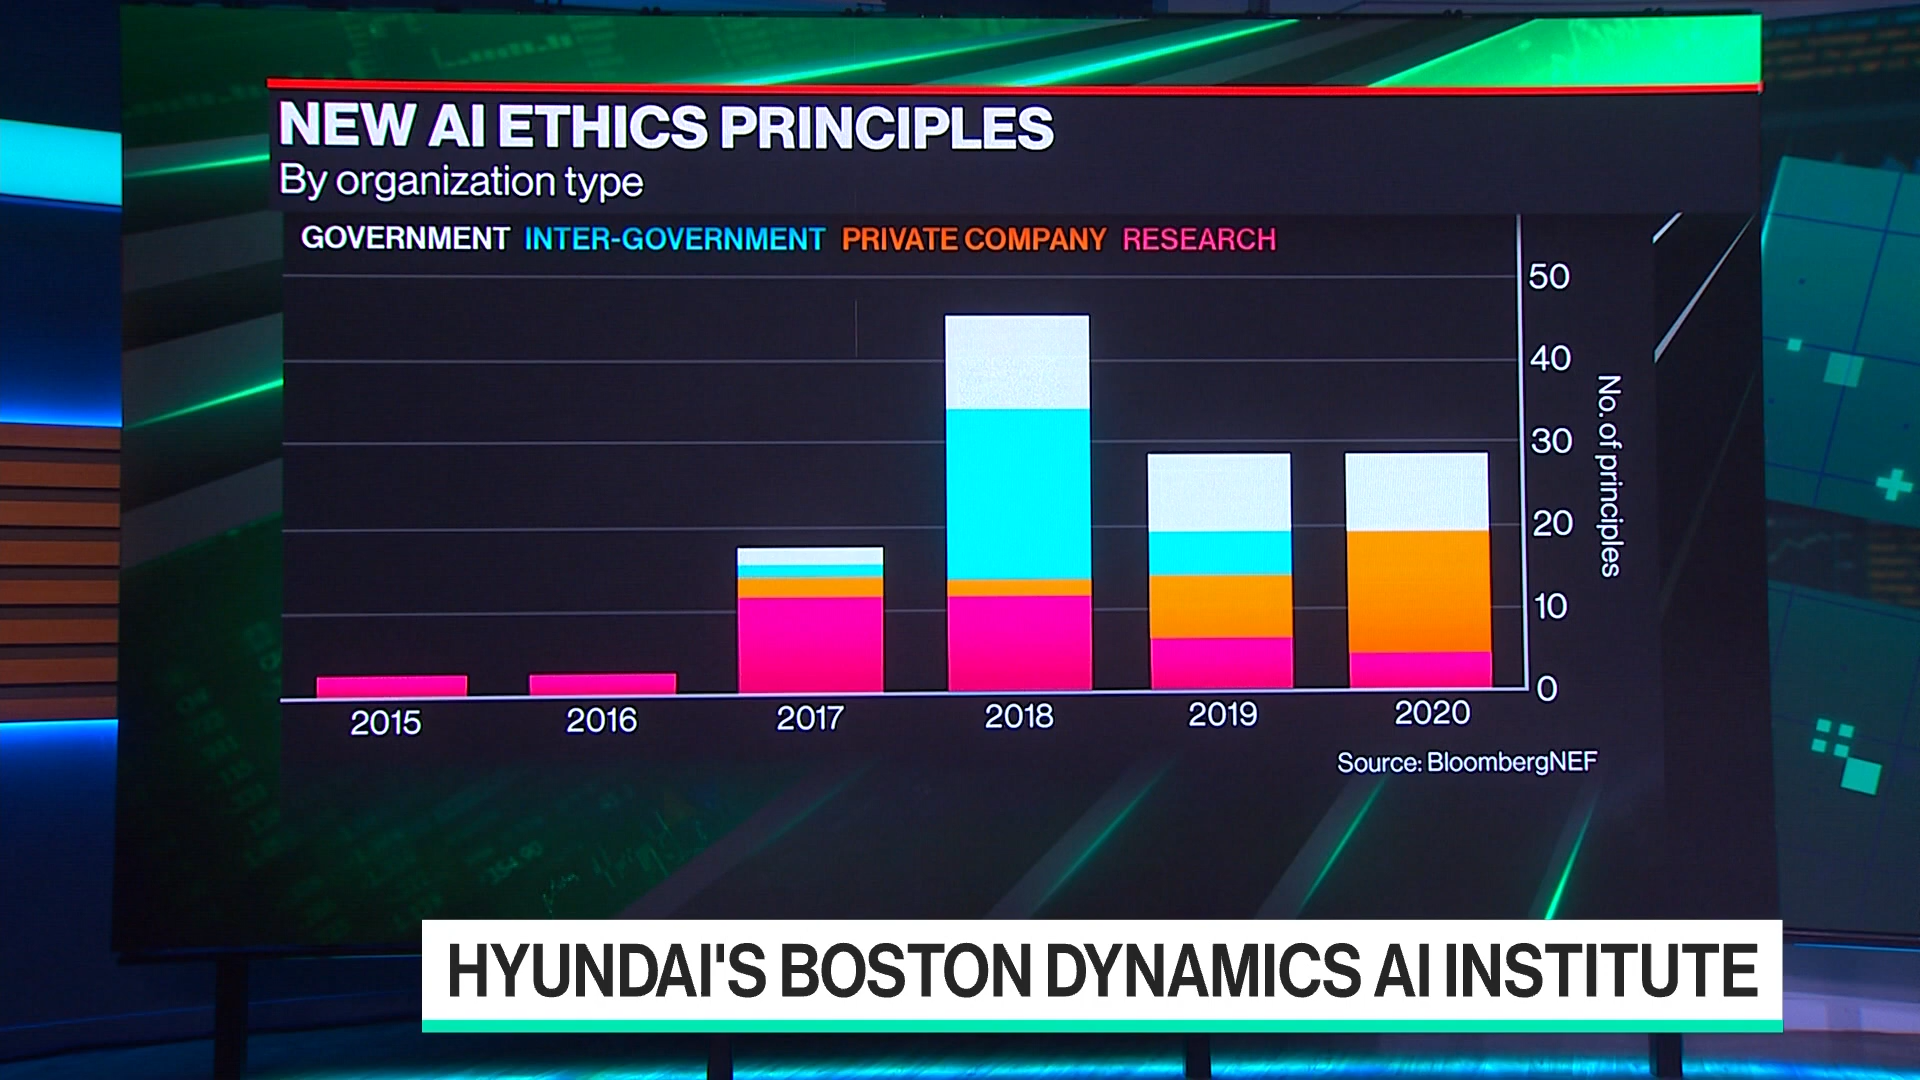 NEW AI ETHICS PRINCIPLES
By organization type
GOVERNMENT INTER-GOVERNMENT PRIVATE COMPANY RESEARCH
50
40
30
20
10
0
No. of principles
2015 2016 2017 2018 2019 2020
Source: BloombergNEF
HYUNDAI'S BOSTON DYNAMICS AI INSTITUTE